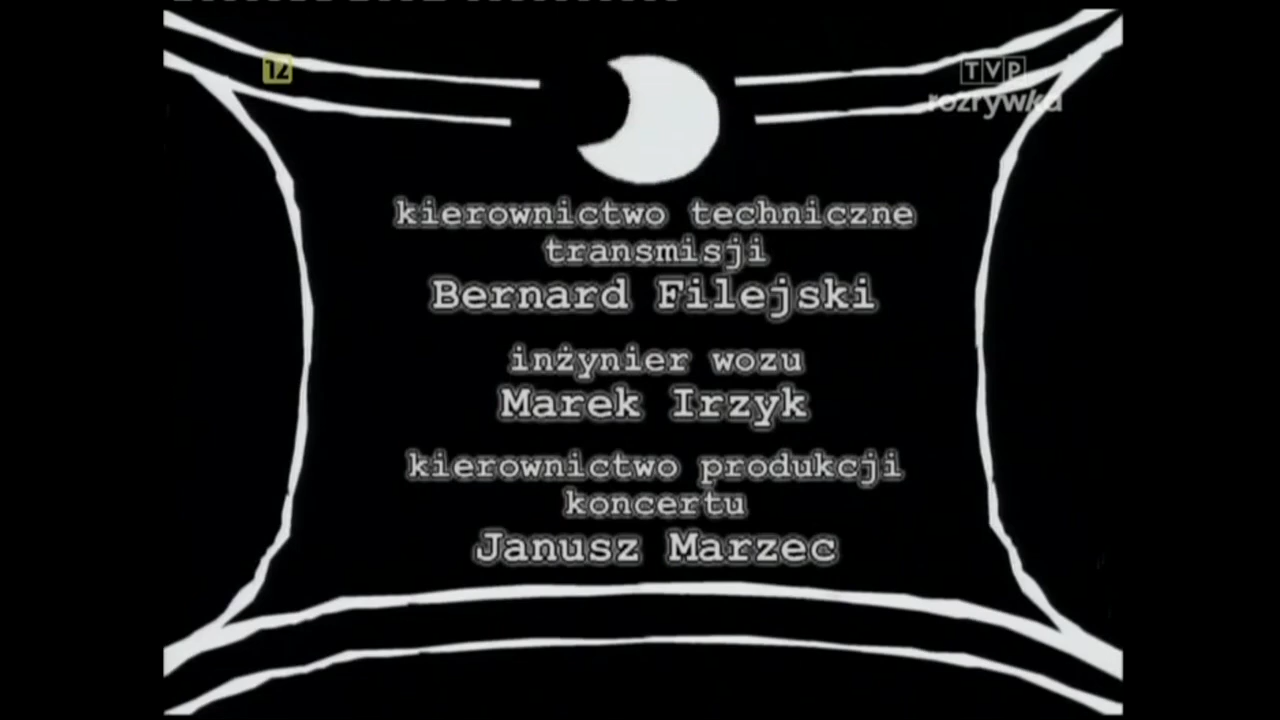 12
TVP
rozrywka
kierownictwo techniczne
transmisji
Bernard Filejski
inżynier wozu
Marek Irzyk
kierownictwo produkcji
koncertu
Janusz Marzec